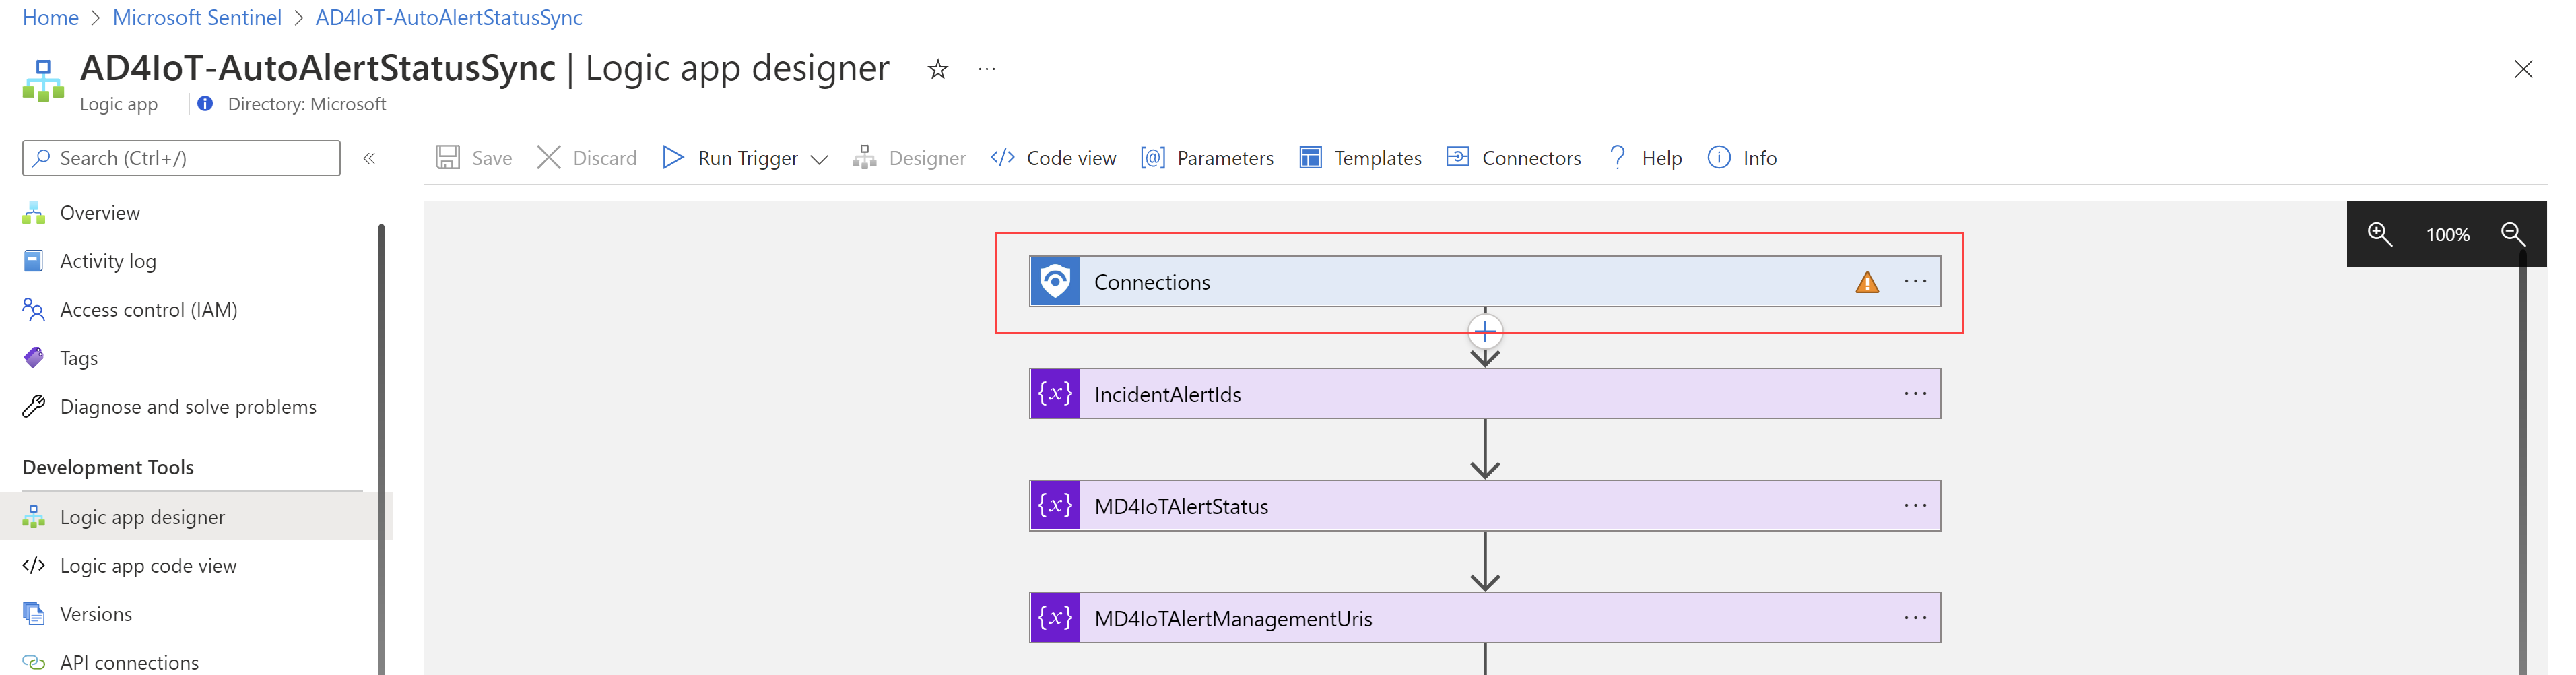 Home > Microsoft Sentinel > AD4IoT-AutoAlertStatusSync
AD4IoT-AutoAlertStatusSync | Logic app designer ☆ ...
Logic app | Directory: Microsoft
Search (Ctrl+/) «
Save Discard Run Trigger Designer </> Code view [@] Parameters Templates Connectors ? Help Info
Overview
Activity log
Access control (IAM)
Tags
Diagnose and solve problems
Development Tools
Logic app designer
</> Logic app code view
Versions
API connections
100%
Connections ...
{x} IncidentAlertIds ...
{x} MD4IoTAlertStatus ...
{x} MD4IoTAlertManagementUris ...